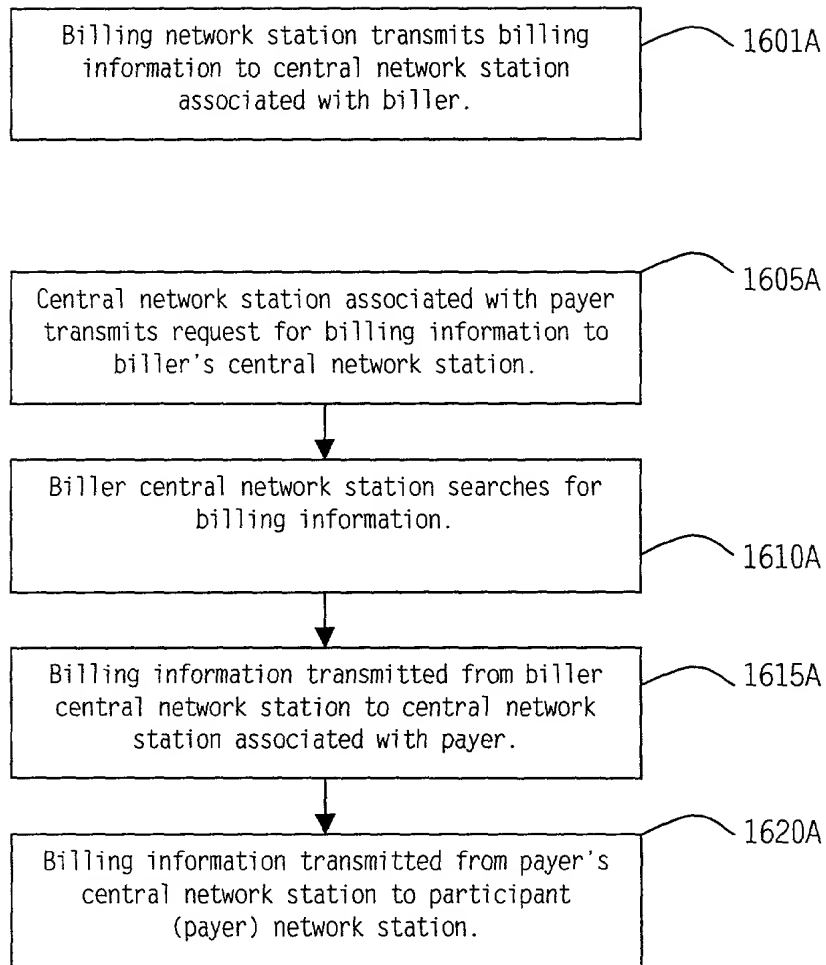 Billing network station transmits billing
information to central network station
associated with biller.
1601A
Central network station associated with payer
transmits request for billing information to
biller's central network station.
1605A
Biller central network station searches for
billing information.
1610A
Billing information transmitted from biller
central network station to central network
station associated with payer.
1615A
Billing information transmitted from payer's
central network station to participant
(payer) network station.
1620A